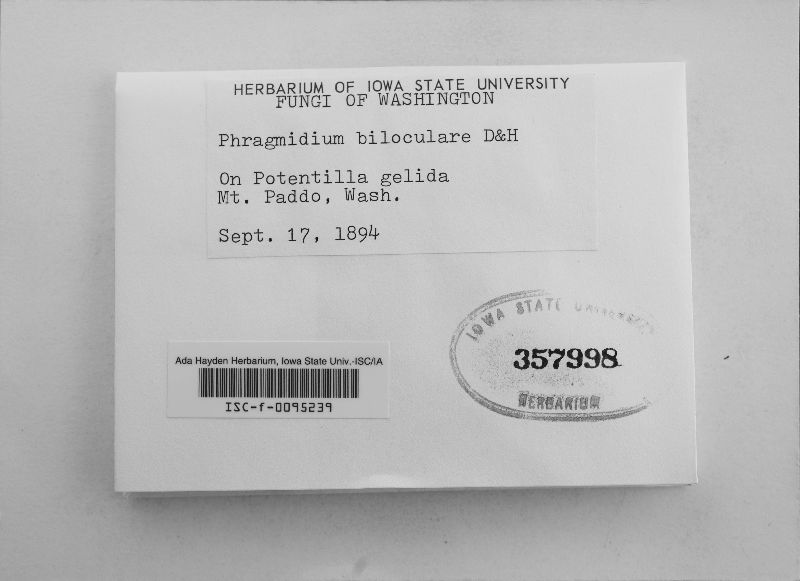 HERBARIUM OF IOWA STATE UNIVERSITY
FUNGI OF WASHINGTON
Phragmidium biloculare D&H
On Potentilla gelida
Mt. Paddo, Wash.
Sept. 17, 1894
IOWA STATE UNIVERSITY
357998
HERBARIUM
Ada Hayden Herbarium, Iowa State Univ.-ISC/IA
ISC-f-0095239